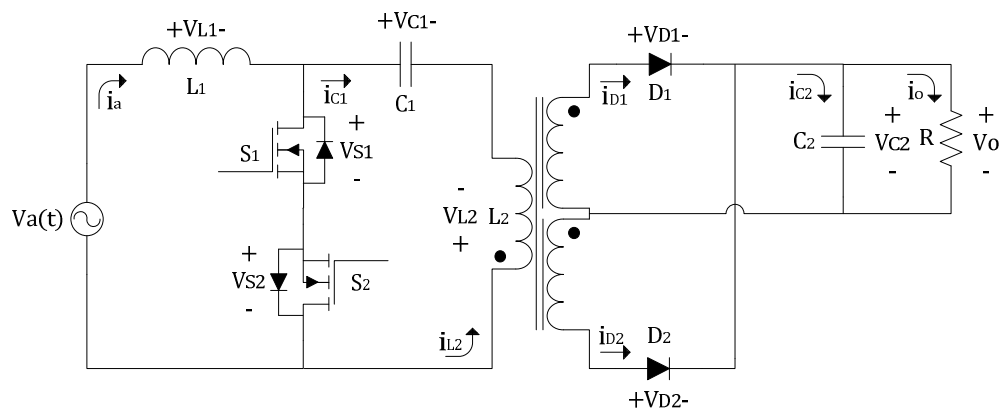 +VL1-
L1
ia
iC1
+VC1-
C1
S1
+
VS1
-
Va(t)
+
VS2
-
S2
-
VL2
+
L2
iL2
+VD1-
iD1
D1
iD2
D2
+VD2-
iC2
C2
+
VC2
-
io
R
+
Vo
-